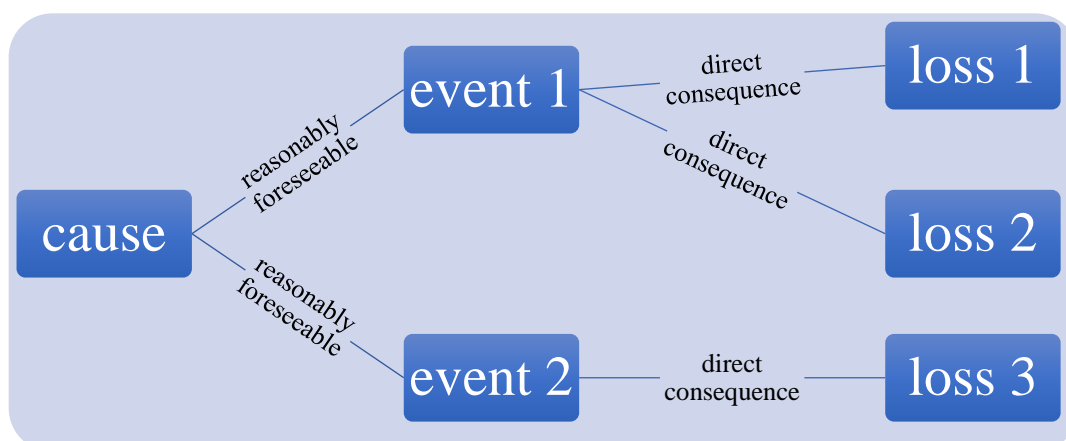 cause
reasonably
foreseeable
event 1
direct
consequence
loss 1
direct
consequence
loss 2
reasonably
foreseeable
event 2
direct
consequence
loss 3